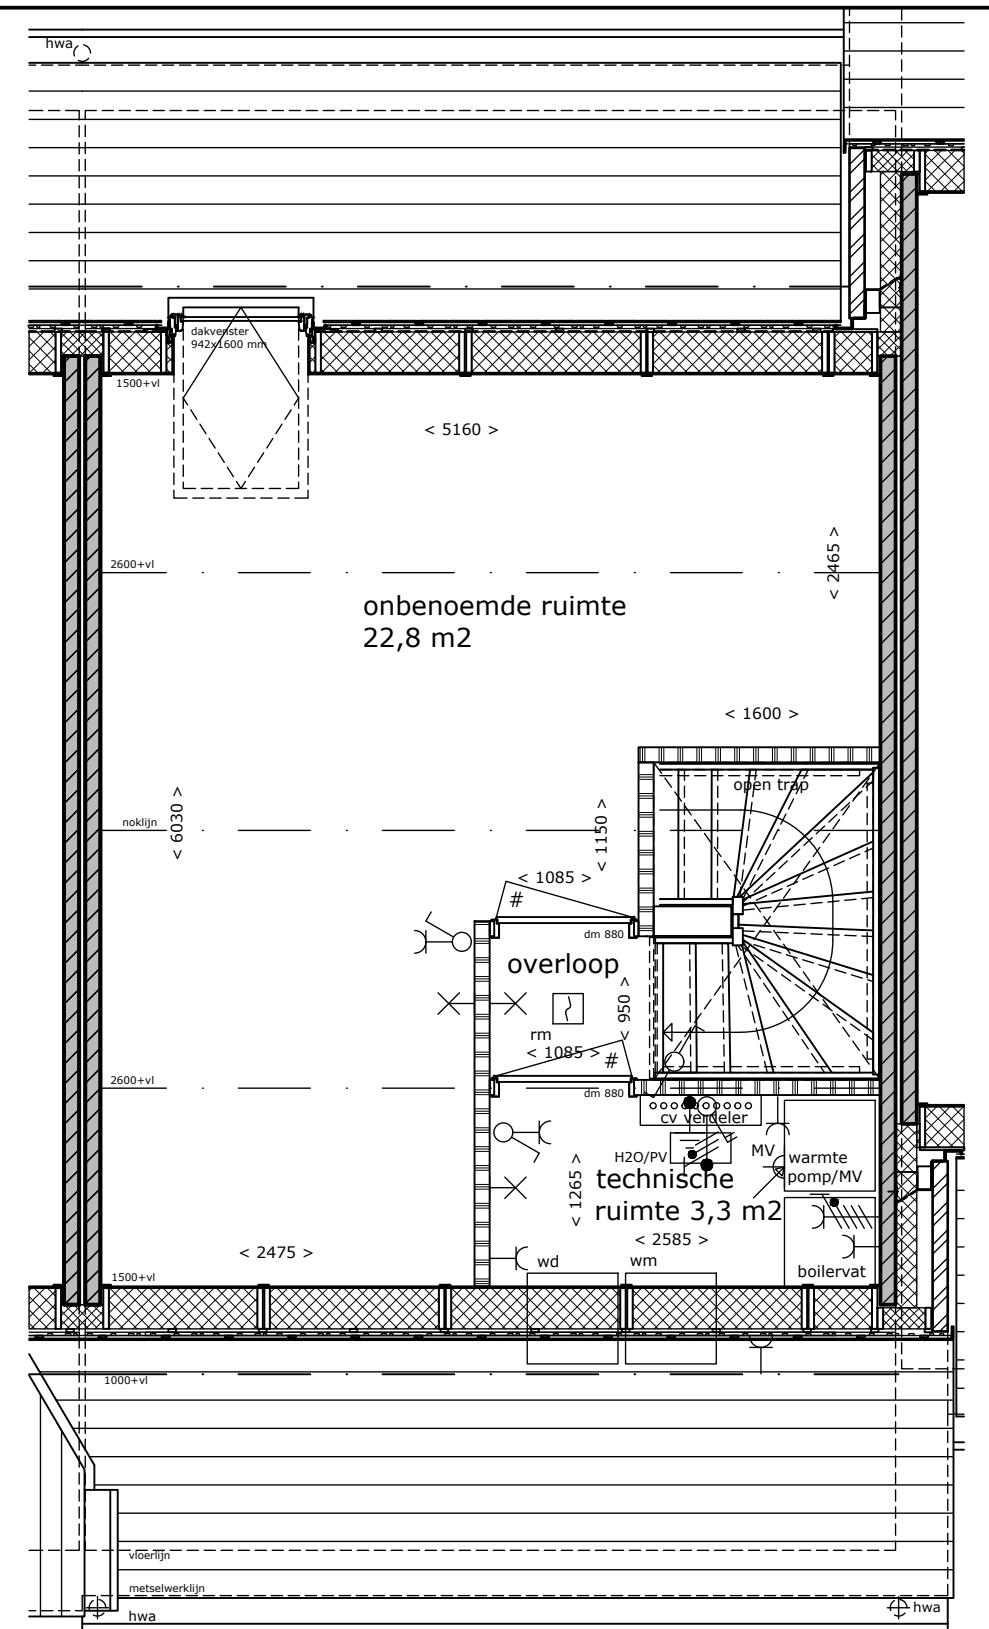 hwa
dakvenster
942x1600 mm
1500+vl
< 5160 >
2600+vl
< 2465 >
onbenoemde ruimte
22,8 m2
< 1600 >
open trap
noklijn
< 6030 >
< 1150 >
< 1085 >
#
dm 880
overloop
< 950 >
rm
< 1085 >
#
2600+vl
dm 880
cv verdeler
H2O/PV
MV
warmte
pomp/MV
technische
ruimte 3,3 m2
< 1265 >
< 2585 >
< 2475 >
wd
wm
boilervat
1500+vl
1000+vl
vloerlijn
metselwerklijn
hwa
hwa